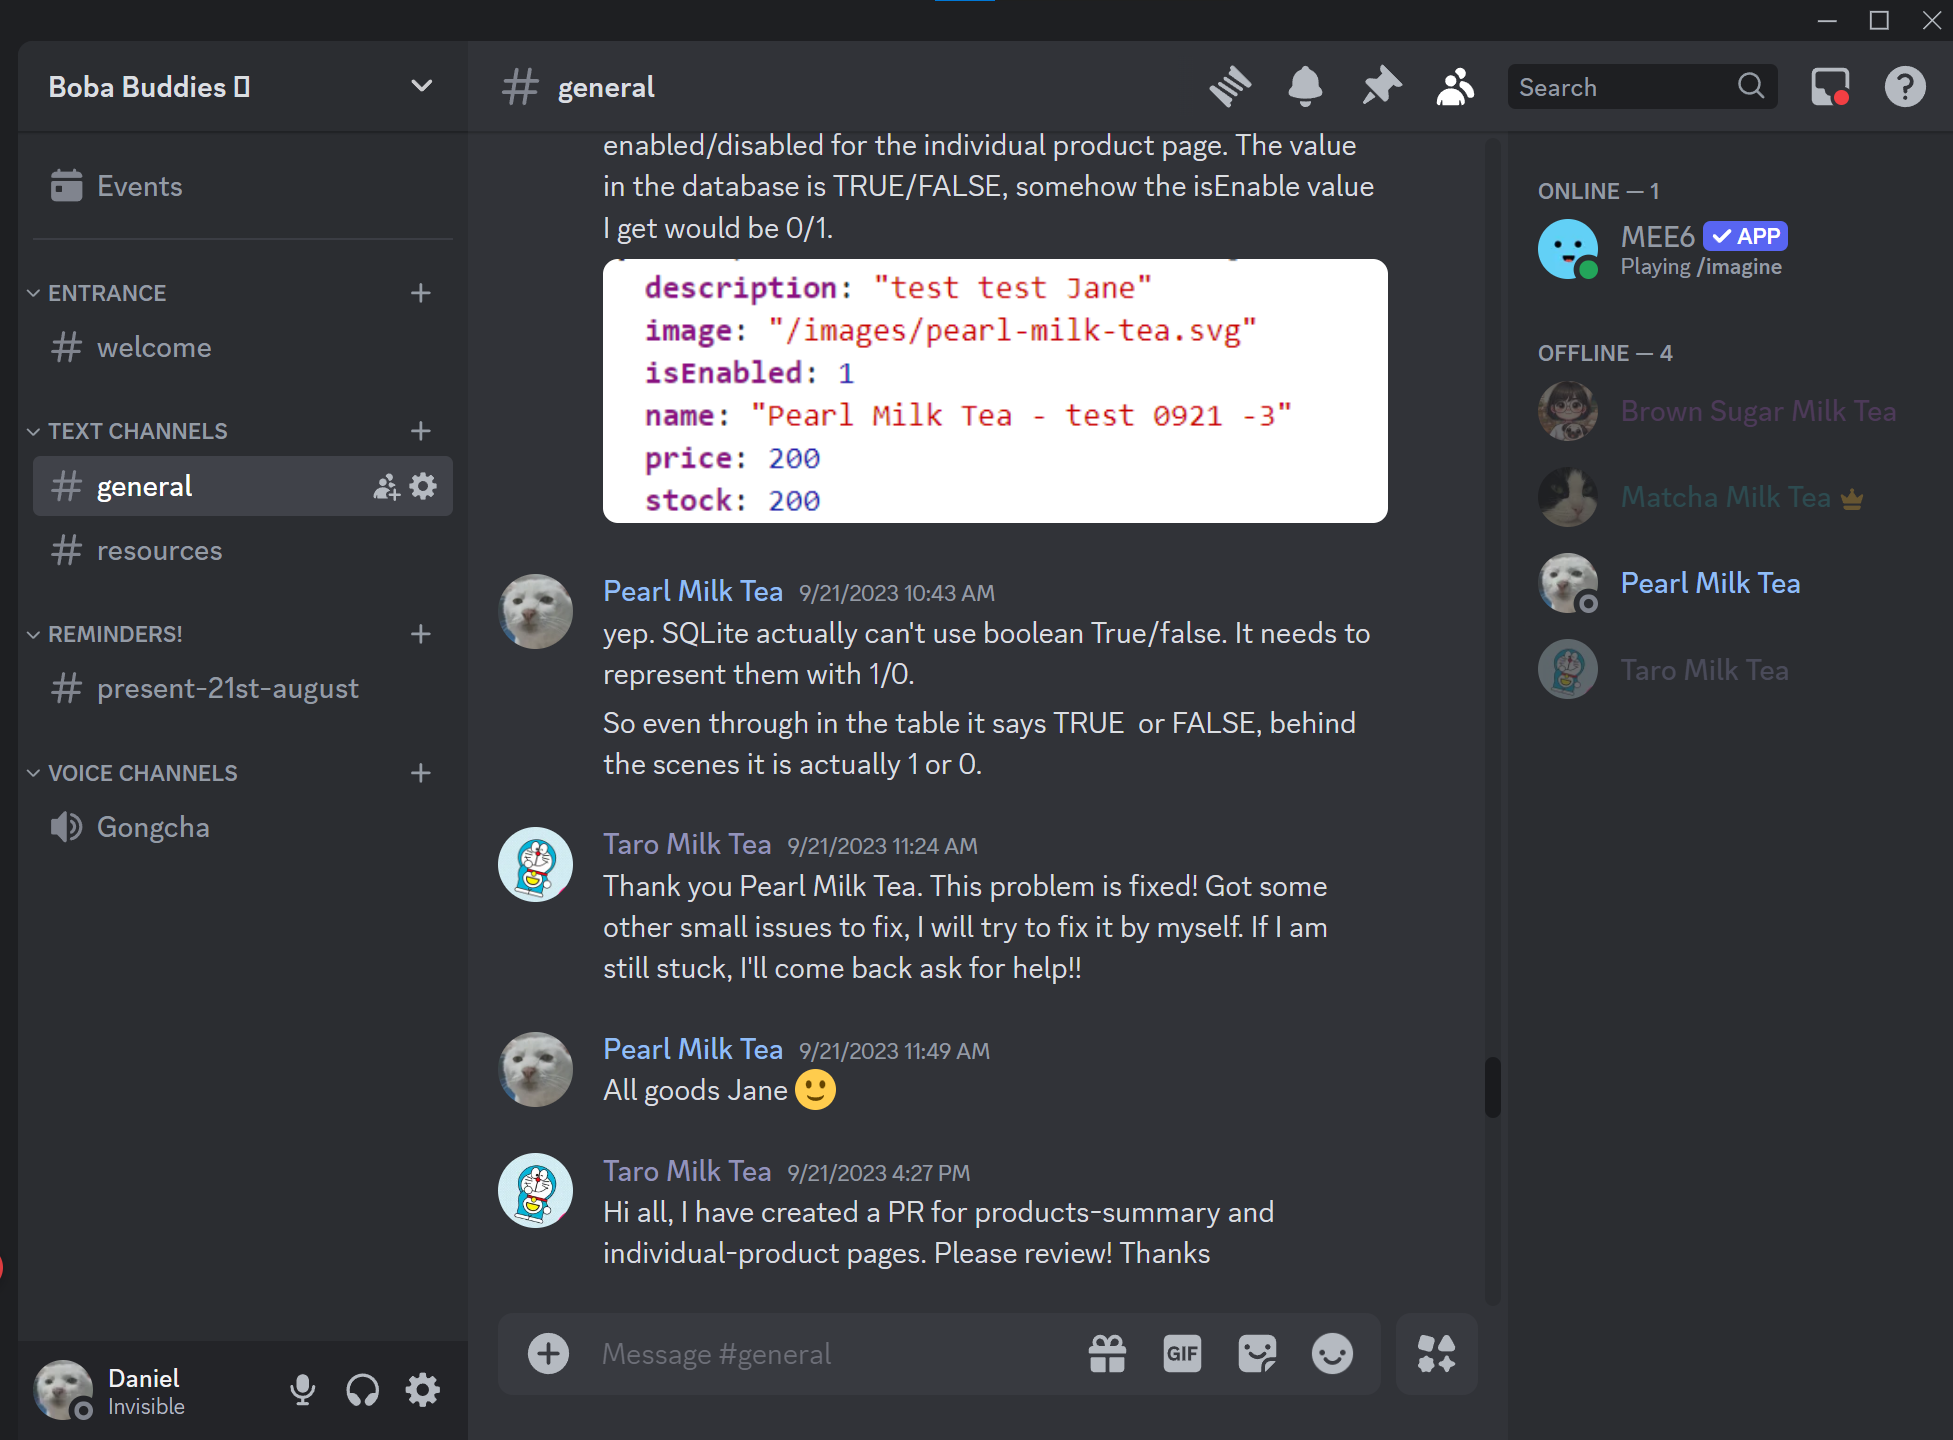 Boba Buddies
Events
ENTRANCE
welcome
TEXT CHANNELS
general
resources
REMINDERS!
present-21st-august
VOICE CHANNELS
Gongcha
Daniel
Invisible
general
Search
enabled/disabled for the individual product page. The value
in the database is TRUE/FALSE, somehow the isEnable value
I get would be 0/1.
description: "test test Jane"
image: "/images/pearl-milk-tea.svg"
isEnabled: 1
name: "Pearl Milk Tea - test 0921 -3"
price: 200
stock: 200
Pearl Milk Tea 9/21/2023 10:43 AM
yep. SQLite actually can't use boolean True/false. It needs to
represent them with 1/0.
So even through in the table it says TRUE  or FALSE, behind
the scenes it is actually 1 or 0.
Taro Milk Tea 9/21/2023 11:24 AM
Thank you Pearl Milk Tea. This problem is fixed! Got some
other small issues to fix, I will try to fix it by myself. If I am
still stuck, I'll come back ask for help!!
Pearl Milk Tea 9/21/2023 11:49 AM
All goods Jane 🙂
Taro Milk Tea 9/21/2023 4:27 PM
Hi all, I have created a PR for products-summary and
individual-product pages. Please review! Thanks
Message #general
GIF
ONLINE — 1
MEE6 APP
Playing /imagine
OFFLINE — 4
Brown Sugar Milk Tea
Matcha Milk Tea
Pearl Milk Tea
Taro Milk Tea